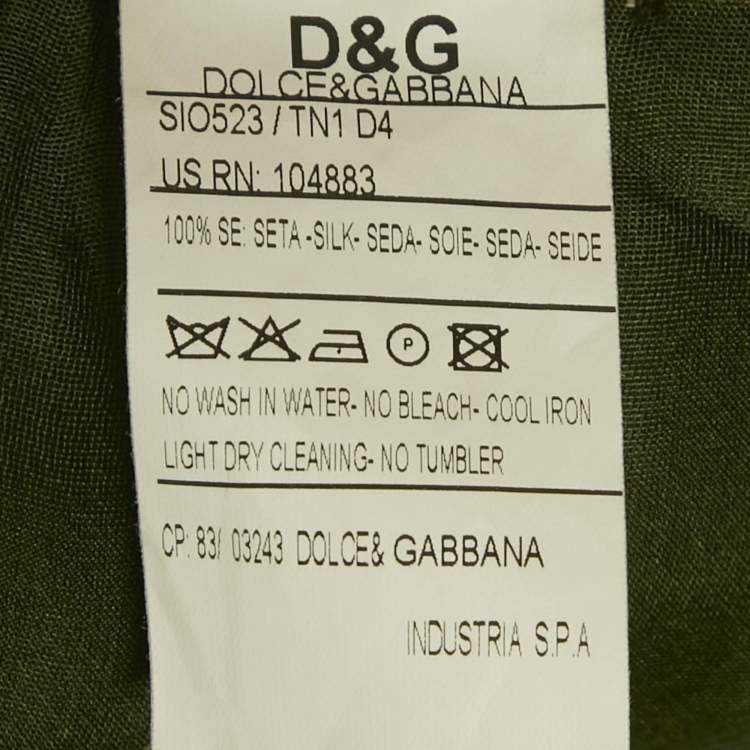 D&G
DOLCE&GABBANA
SI0523 / TN1 D4
US RN: 104883
100% SE: SETA -SILK- SEDA- SOIE- SEDA- SEIDE
P
NO WASH IN WATER- NO BLEACH- COOL IRON
LIGHT DRY CLEANING- NO TUMBLER
CP: 83/ 03243 DOLCE& GABBANA
INDUSTRIA S.P.A